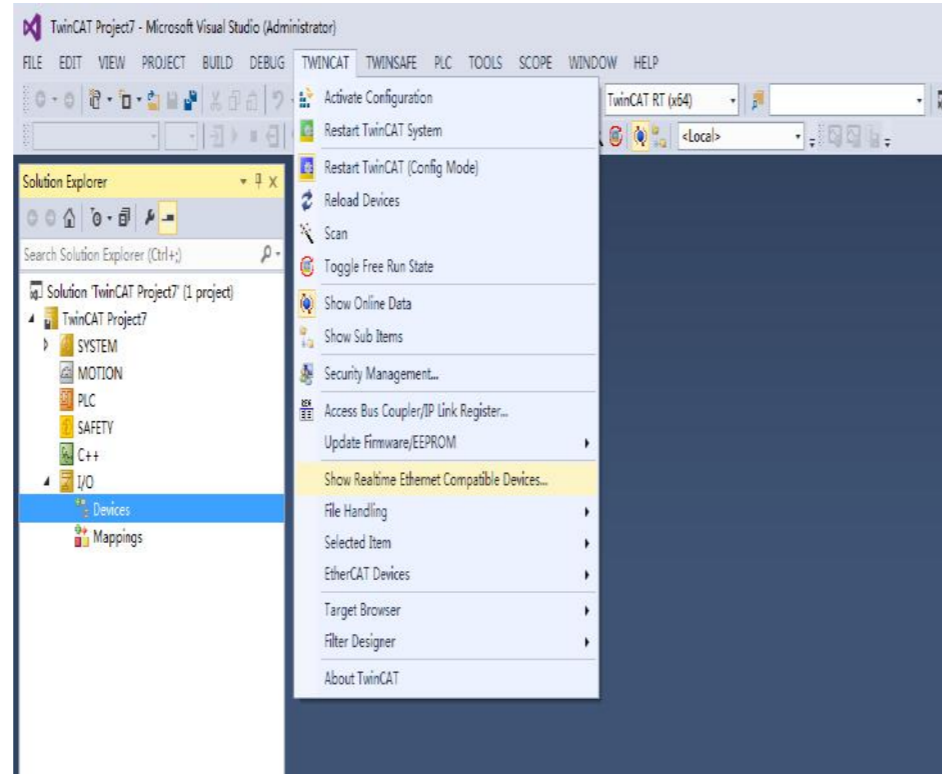 TwinCAT Project7 - Microsoft Visual Studio (Administrator)
FILE EDIT VIEW PROJECT BUILD DEBUG TWINCAT TWINSAFE PLC TOOLS SCOPE WINDOW HELP
TwinCAT RT (x64)
<Local>
Solution Explorer
Search Solution Explorer (Ctrl+;)
Solution 'TwinCAT Project7' (1 project)
TwinCAT Project7
SYSTEM
MOTION
PLC
SAFETY
C++
I/O
Devices
Mappings
Activate Configuration
Restart TwinCAT System
Restart TwinCAT (Config Mode)
Reload Devices
Scan
Toggle Free Run State
Show Online Data
Show Sub Items
Security Management...
Access Bus Coupler/IP Link Register...
Update Firmware/EEPROM
Show Realtime Ethernet Compatible Devices...
File Handling
Selected Item
EtherCAT Devices
Target Browser
Filter Designer
About TwinCAT